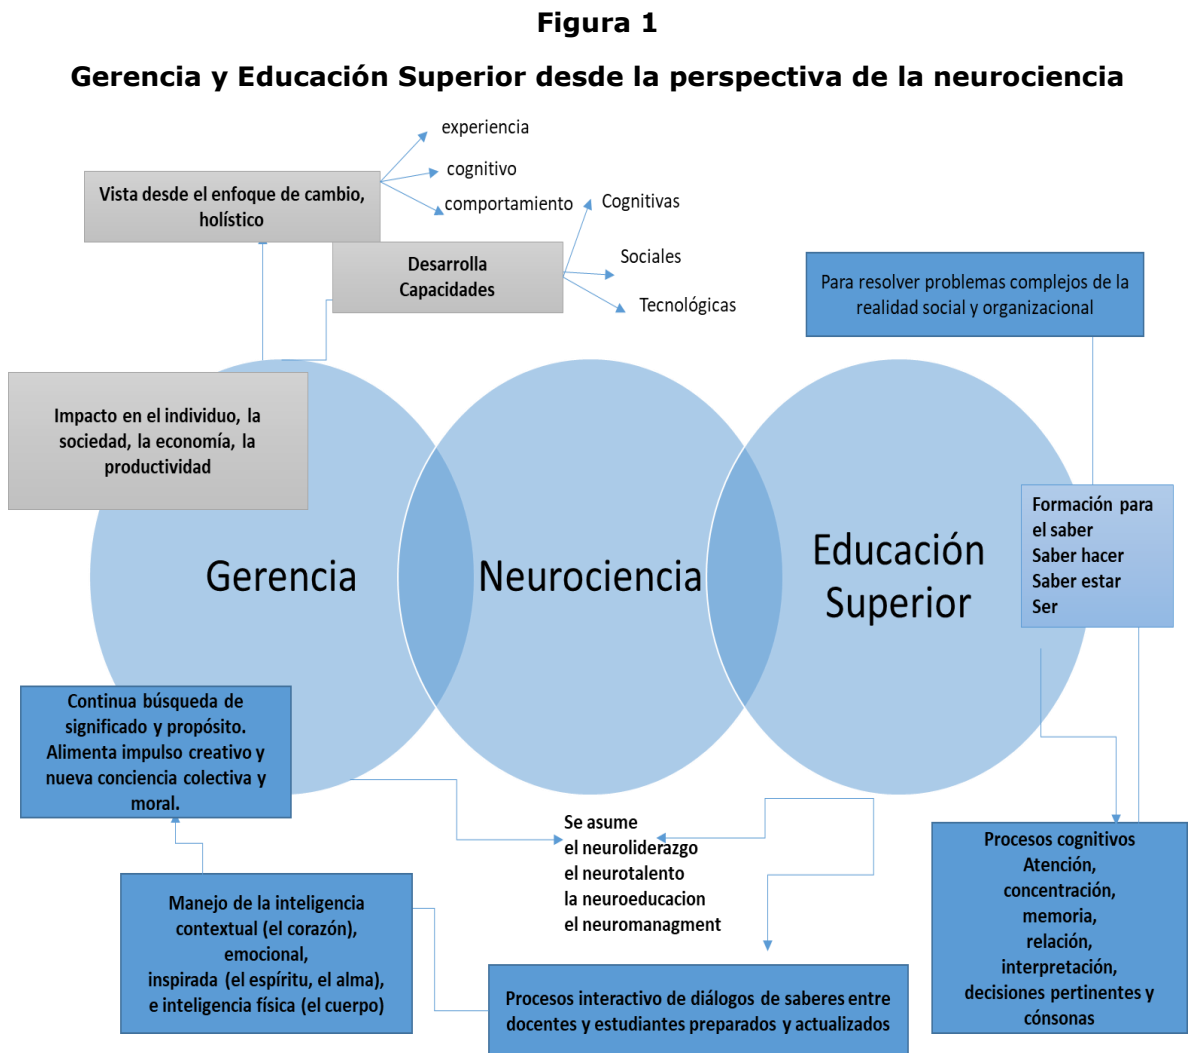 Figura 1
Gerencia y Educación Superior desde la perspectiva de la neurociencia
experiencia
cognitivo
comportamiento
Vista desde el enfoque de cambio,
holístico
Cognitivas
Sociales
Tecnológicas
Desarrolla
Capacidades
Para resolver problemas complejos de la
realidad social y organizacional
Impacto en el individuo, la
sociedad, la economía, la
productividad
Gerencia
Neurociencia
Educación
Superior
Formación para
el saber
Saber hacer
Saber estar
Ser
Continua búsqueda de
significado y propósito.
Alimenta impulso creativo y
nueva conciencia colectiva y
moral.
Se asume
el neuroliderazgo
el neurotalento
la neuroeducacion
el neuromanagment
Procesos cognitivos
Atención,
concentración,
memoria,
relación,
interpretación,
decisiones pertinentes y
cónsonas
Manejo de la inteligencia
contextual (el corazón),
emocional,
inspirada (el espíritu, el alma),
e inteligencia física (el cuerpo)
Procesos interactivo de diálogos de saberes entre
docentes y estudiantes preparados y actualizados